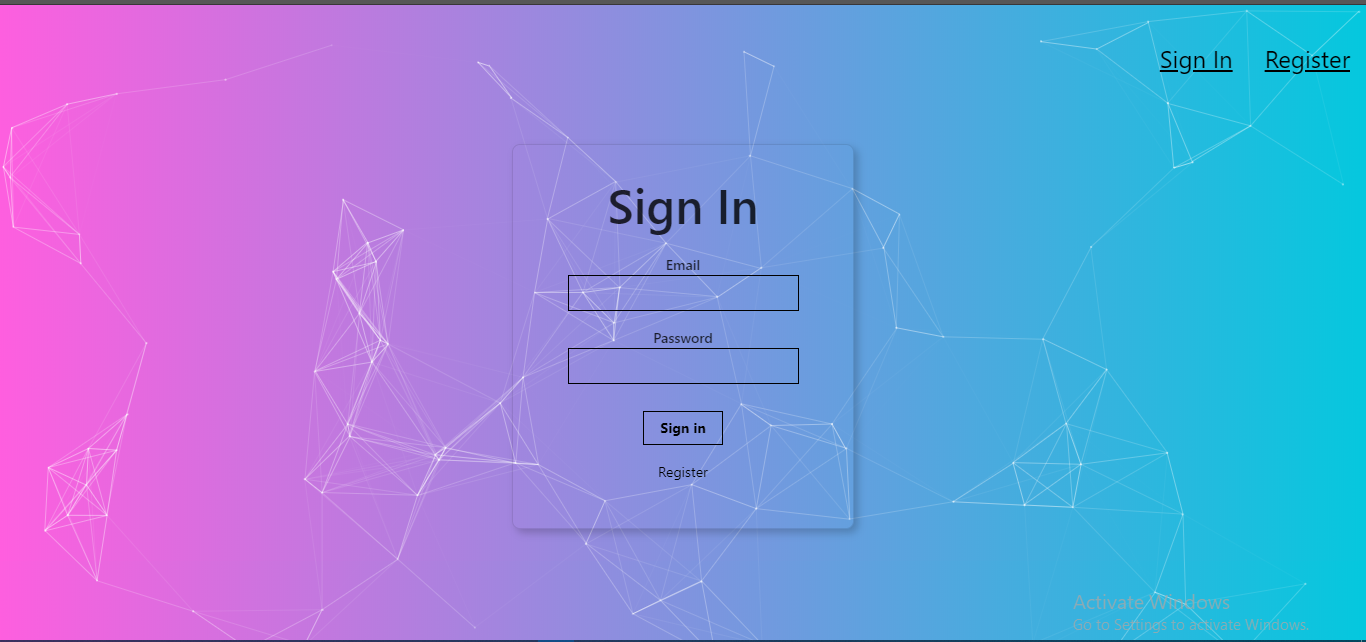 Sign In Register
Sign In
Email
Password
Sign in
Register
Activate Windows
Go to Settings to activate Windows.